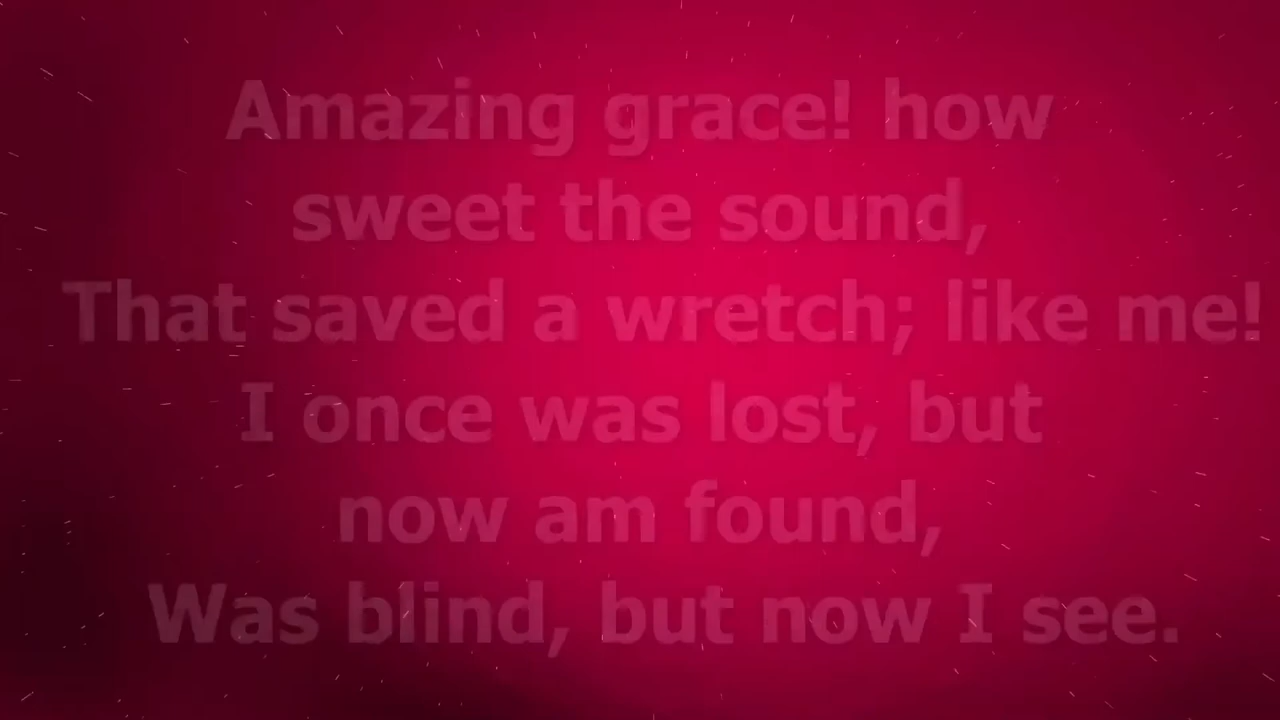 Amazing grace! how
sweet the sound,
That saved a wretch; like me!
I once was lost, but
now am found,
Was blind, but now I see.